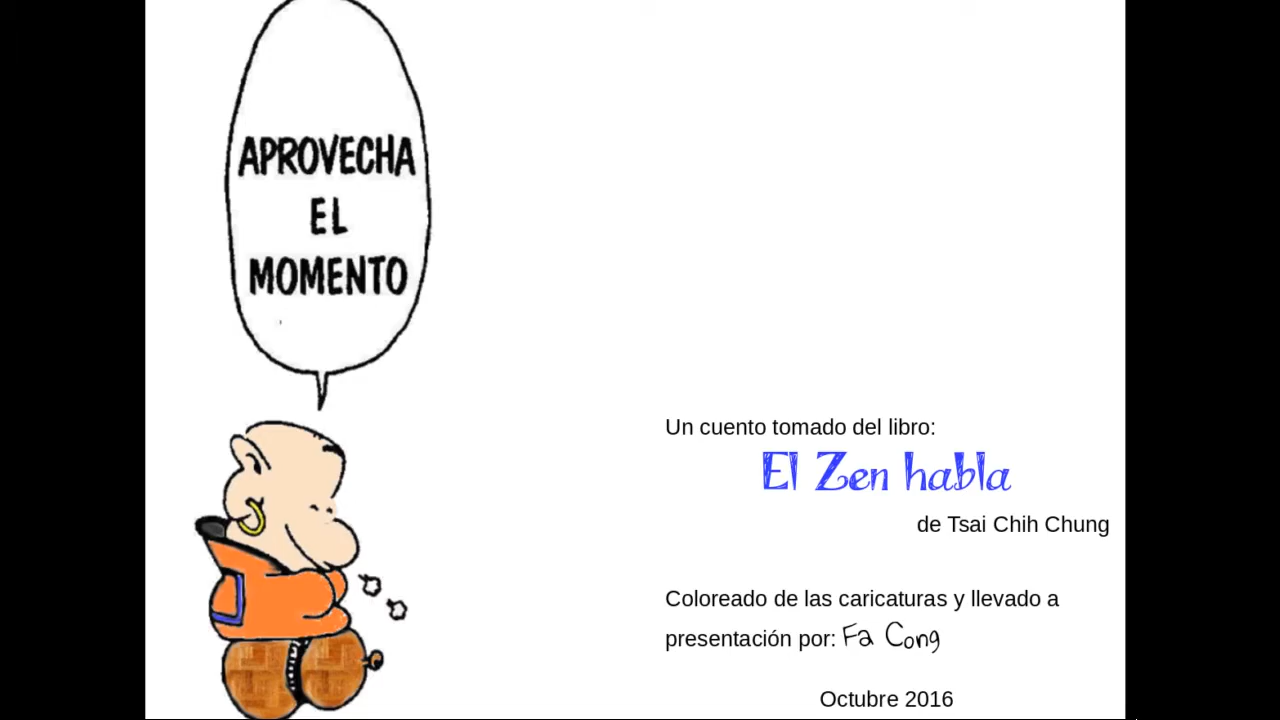 APROVECHA
EL
MOMENTO
Un cuento tomado del libro:
El Zen habla
de Tsai Chih Chung
Coloreado de las caricaturas y llevado a
presentación por: Fa Cong
Octubre 2016